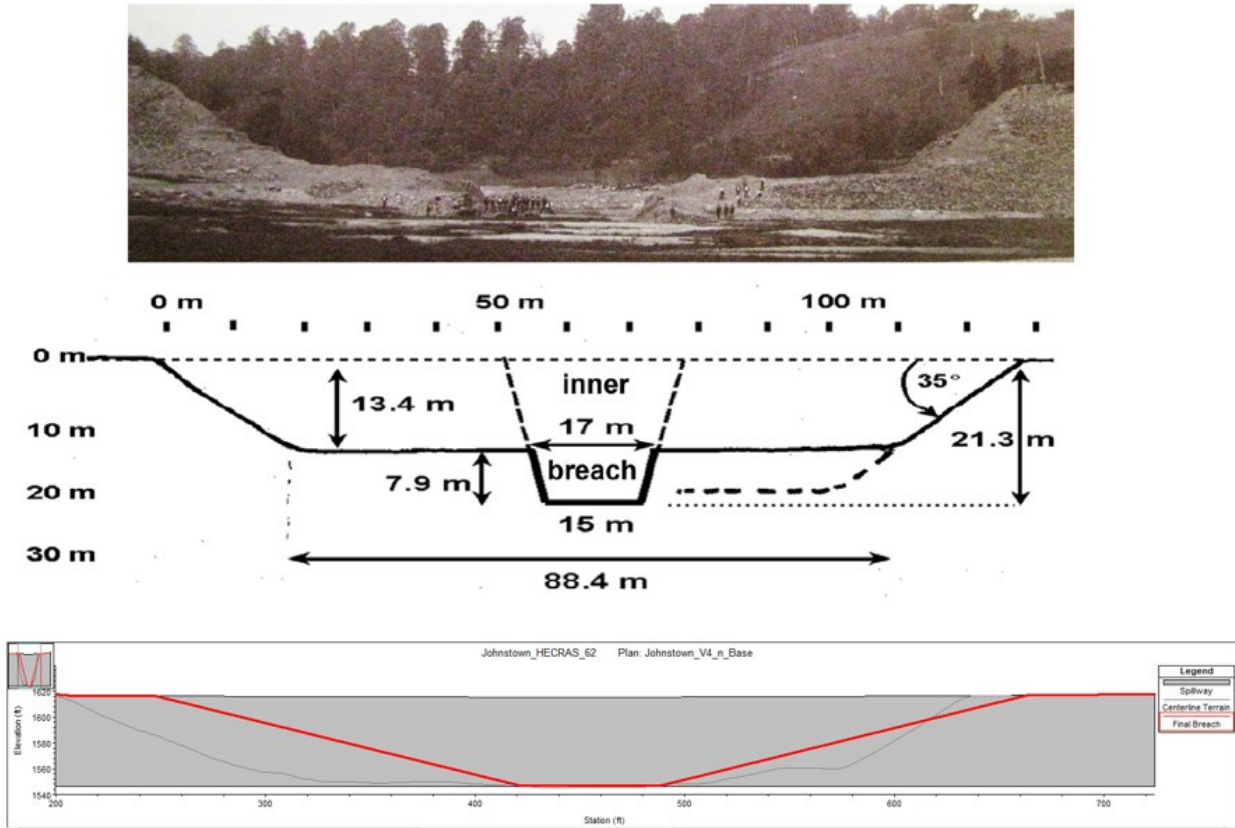 0 m 50 m 100 m
0 m
inner
35°
13.4 m
10 m
17 m
21.3 m
breach
7.9 m
20 m
15 m
30 m
88.4 m
Johnstown_HECRAS_62 Plan: Johnstown_V4_n_Base
Legend
Spillway
Centerline Terrain
Final Breach
Elevation (ft)
1620
1600
1580
1560
1540
200 300 400 500 600 700
Station (ft)